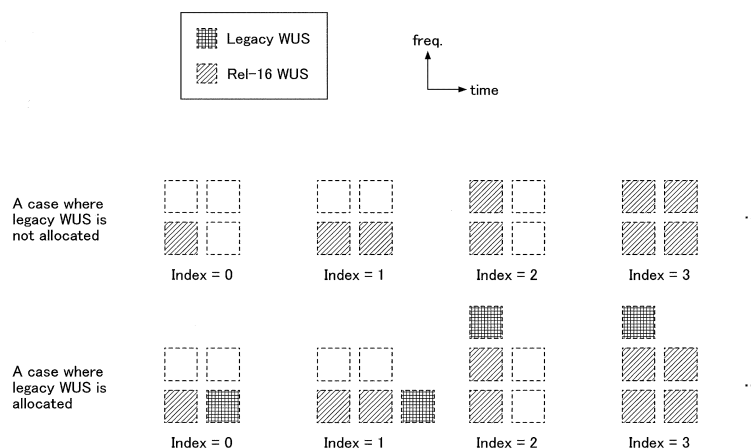 Legacy WUS
Rel-16 WUS
freq.
time
A case where
legacy WUS is
not allocated
Index = 0
Index = 1
Index = 2
Index = 3
A case where
legacy WUS is
allocated
Index = 0
Index = 1
Index = 2
Index = 3